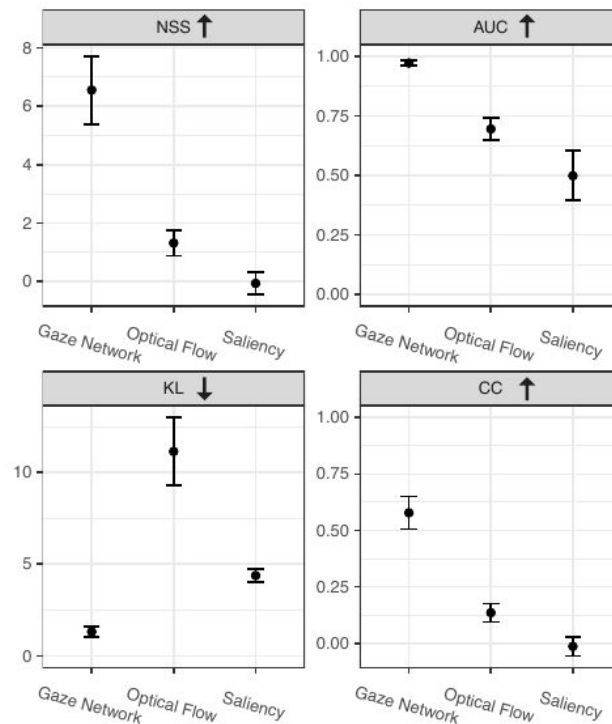 NSS ↑
8
6
4
2
0
Gaze Network
Optical Flow
Saliency
AUC ↑
1.00
0.75
0.50
0.25
0.00
Gaze Network
Optical Flow
Saliency
KL ↓
10
5
0
Gaze Network
Optical Flow
Saliency
CC ↑
1.00
0.75
0.50
0.25
0.00
Gaze Network
Optical Flow
Saliency